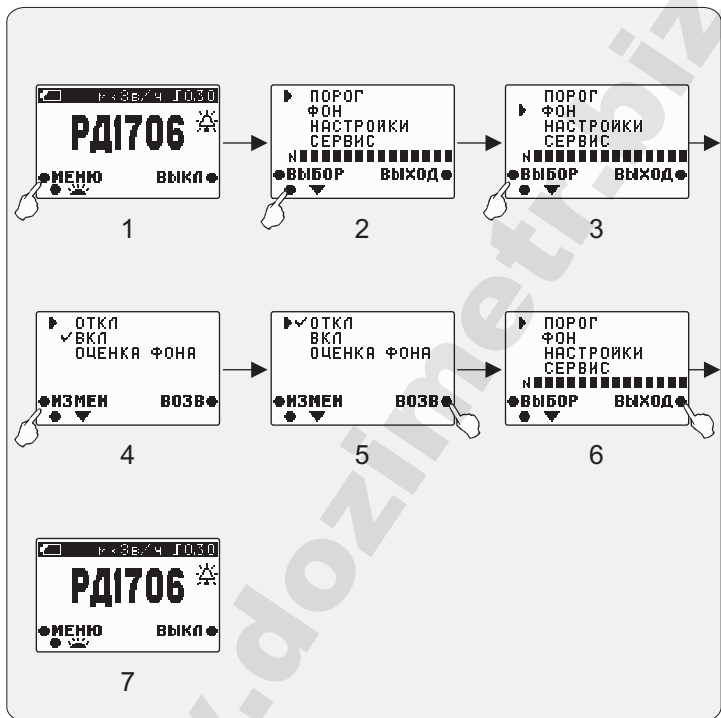 мкЗв/ч 0.30
РД1706
МЕНЮ ВЫКЛ
1
ПОРОГ
ФОН
НАСТРОЙКИ
СЕРВИС
N
ВЫБОР ВЫХОД
2
ПОРОГ
ФОН
НАСТРОЙКИ
СЕРВИС
N
ВЫБОР ВЫХОД
3
ОТКЛ
✓ВКЛ
ОЦЕНКА ФОНА
ИЗМЕН ВОЗВ
4
✓ОТКЛ
ВКЛ
ОЦЕНКА ФОНА
ИЗМЕН ВОЗВ
5
ПОРОГ
ФОН
НАСТРОЙКИ
СЕРВИС
N
ВЫБОР ВЫХОД
6
мкЗв/ч 0.30
РД1706
МЕНЮ ВЫКЛ
7
.dozimetr.biz